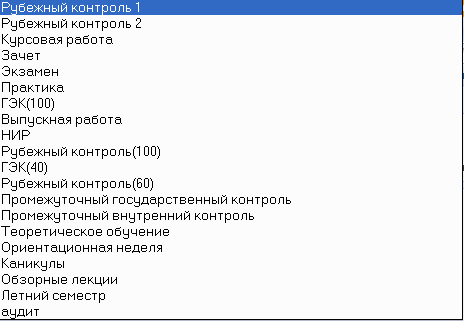 Рубежный контроль 1
Рубежный контроль 2
Курсовая работа
Зачет
Экзамен
Практика
ГЭК(100)
Выпускная работа
НИР
Рубежный контроль(100)
ГЭК(40)
Рубежный контроль(60)
Промежуточный государственный контроль
Промежуточный внутренний контроль
Теоретическое обучение
Ориентационная неделя
Каникулы
Обзорные лекции
Летний семестр
аудит